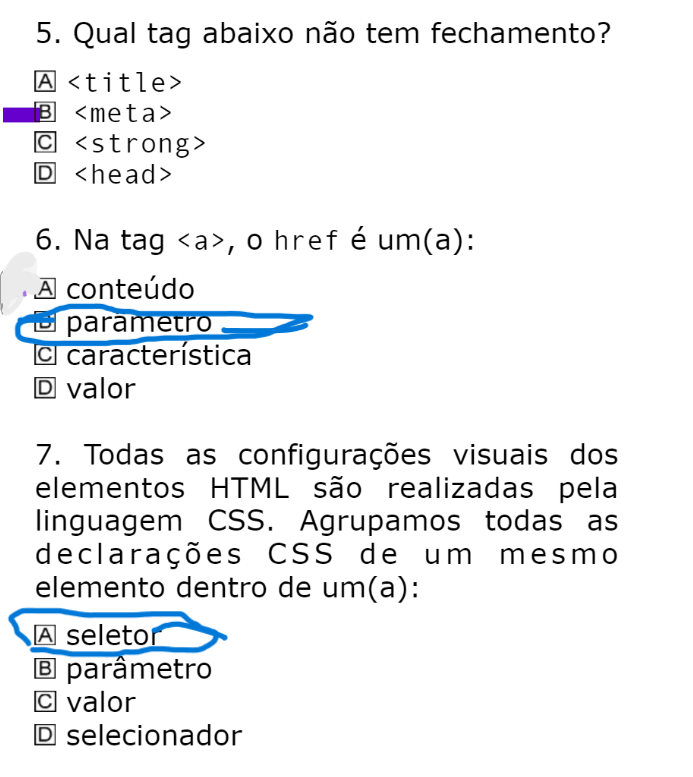 5. Qual tag abaixo não tem fechamento?
A <title>
B <meta>
C <strong>
D <head>
6. Na tag <a>, o href é um(a):
A conteúdo
B parâmetro
C característica
D valor
7. Todas as configurações visuais dos
elementos HTML são realizadas pela
linguagem CSS. Agrupamos todas as
declarações CSS de um mesmo
elemento dentro de um(a):
A seletor
B parâmetro
C valor
D selecionador